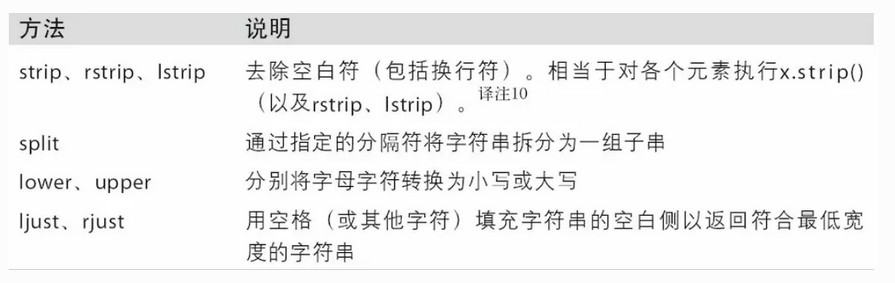 方法 说明
strip、rstrip、lstrip 去除空白符（包括换行符）。相当于对各个元素执行x.strip()
（以及rstrip、lstrip）。译注10
split 通过指定的分隔符将字符串拆分为一组子串
lower、upper 分别将字母字符转换为小写或大写
ljust、rjust 用空格（或其他字符）填充字符串的空白侧以返回符合最低宽
度的字符串